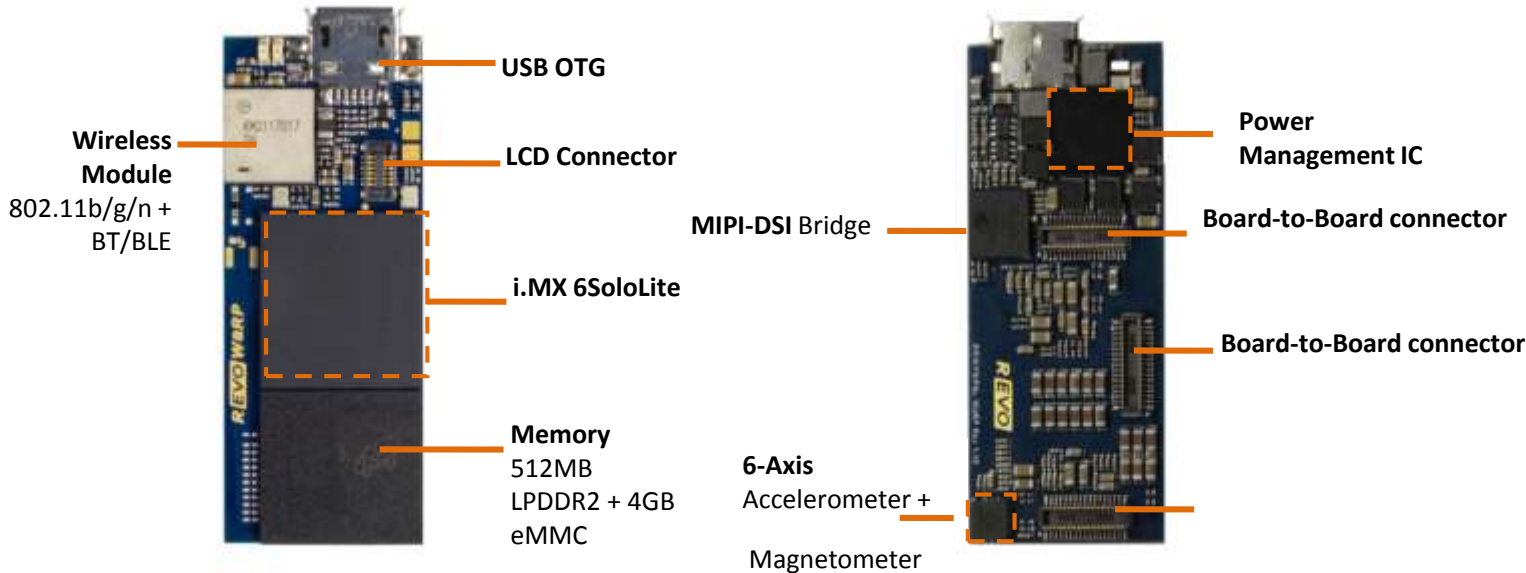 USB OTG
Wireless
Module
802.11b/g/n +
BT/BLE
LCD Connector
i.MX 6SoloLite
REVO WaRP
Memory
512MB
LPDDR2 + 4GB
eMMC
Power
Management IC
MIPI-DSI Bridge
Board-to-Board connector
Board-to-Board connector
REVO
6-Axis
Accelerometer +
Magnetometer